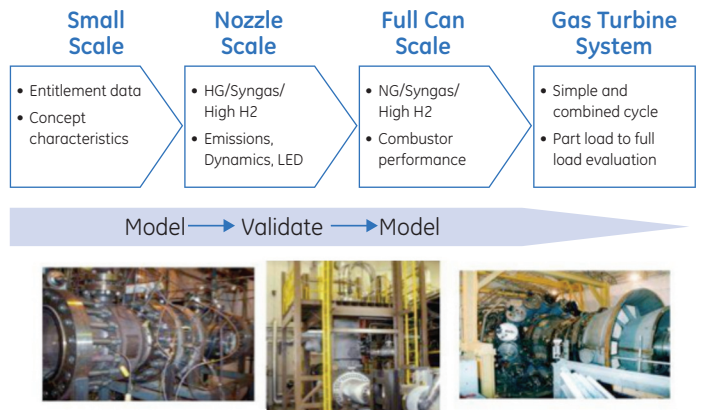 Small
Scale
Nozzle
Scale
Full Can
Scale
Gas Turbine
System
• Entitlement data
• Concept
characteristics
• HG/Syngas/
High H2
• Emissions,
Dynamics, LED
• NG/Syngas/
High H2
• Combustor
performance
• Simple and
combined cycle
• Part load to full
load evaluation
Model → Validate → Model